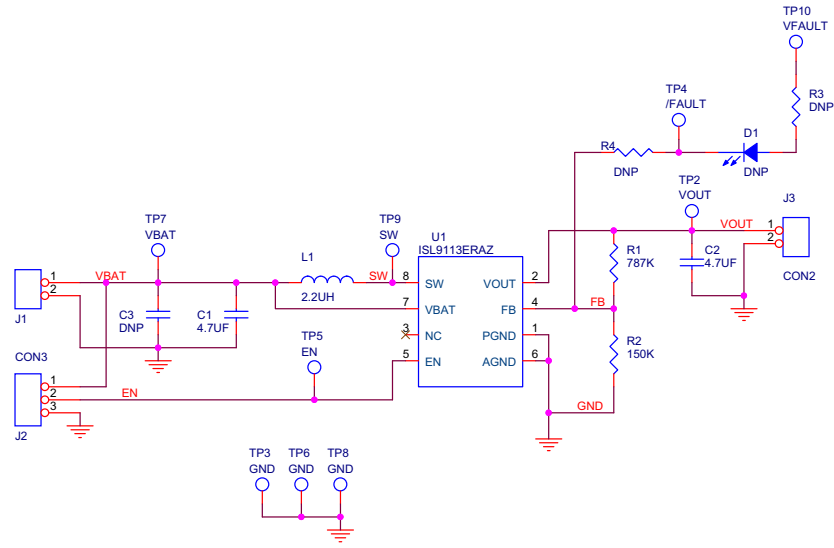 TP10
VFAULT
R3
DNP
TP4
/FAULT
R4
DNP
D1
DNP
TP2
VOUT
J3
VOUT
1
2
CON2
C2
4.7UF
R1
787K
TP7
VBAT
TP9
SW
U1
ISL9113ERAZ
L1
2.2UH
SW
8
SW
VOUT
2
7
VBAT
FB
4
FB
3
NC
PGND
1
5
EN
AGND
6
R2
150K
GND
1
2
VBAT
J1
C3
DNP
C1
4.7UF
TP5
EN
CON3
1
2
3
EN
J2
TP3
GND
TP6
GND
TP8
GND